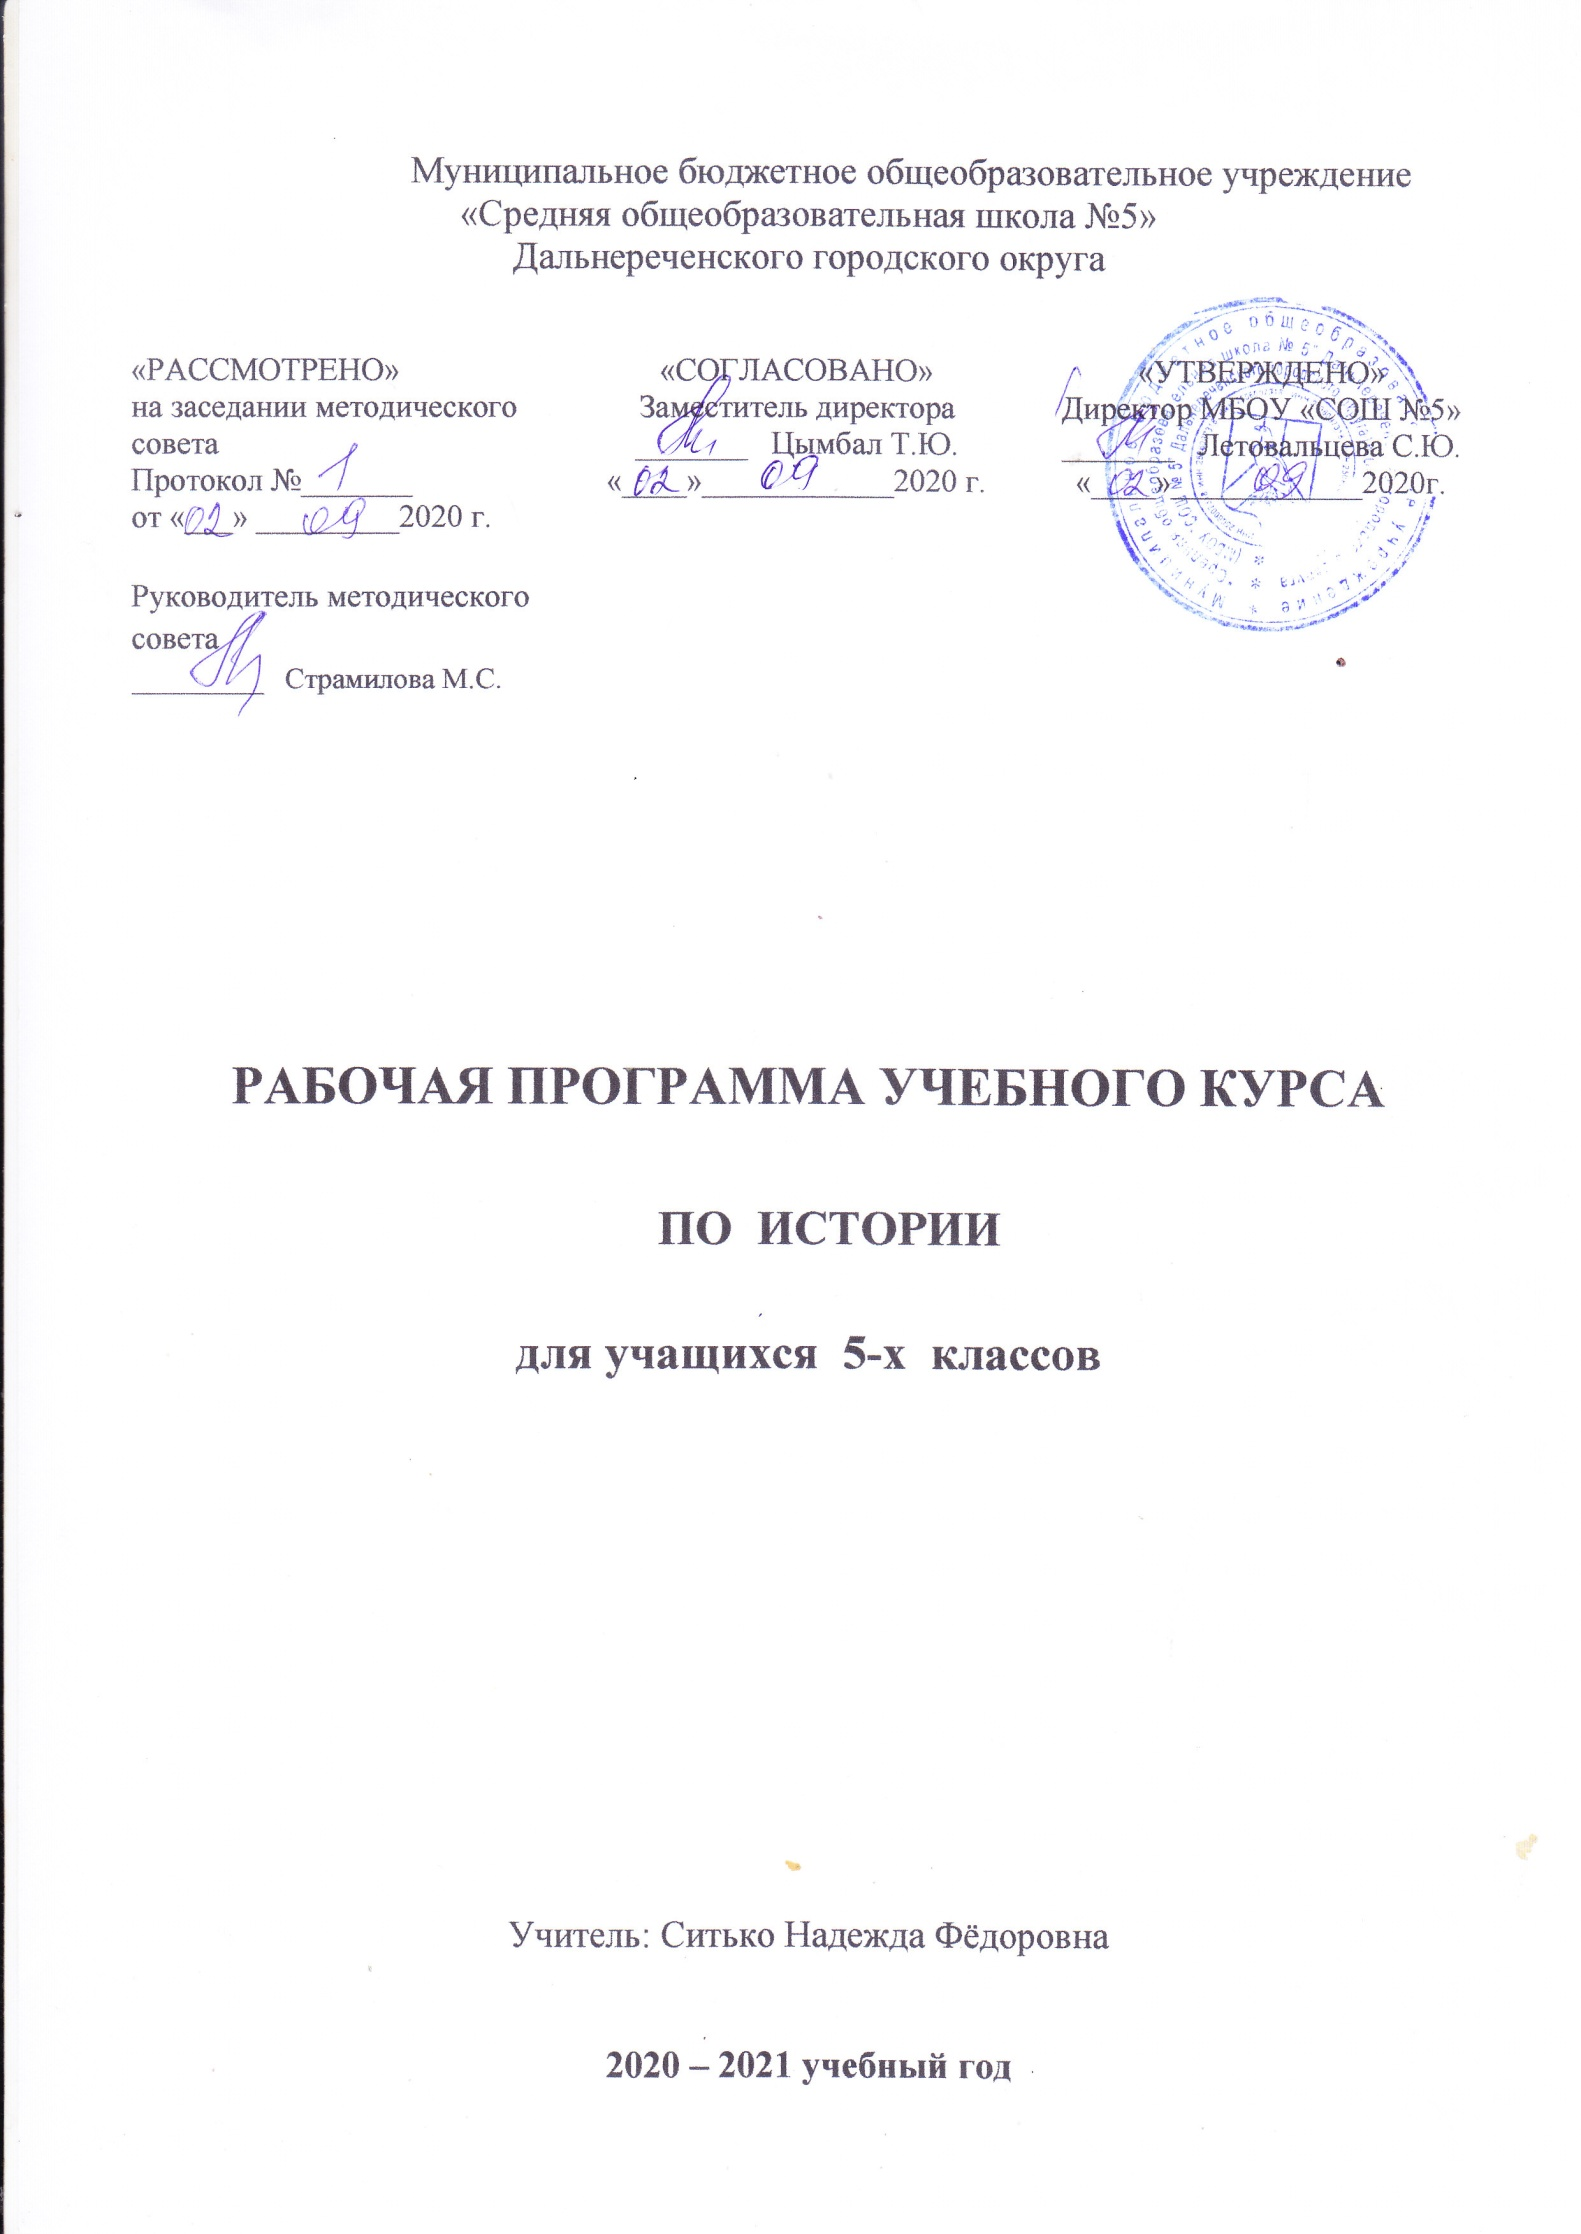 Муниципальное бюджетное общеобразовательное учреждение
«Средняя общеобразовательная школа №5»
Дальнереченского городского округа
«РАССМОТРЕНО»
на заседании методического
совета
Протокол № 1
от «02» 09 2020 г.
Руководитель методического
совета
Страмилова М.С.
«СОГЛАСОВАНО»
Заместитель директора
Цымбал Т.Ю.
«02» 09 2020 г.
«УТВЕРЖДЕНО»
Директор МБОУ «СОШ №5»
Летовальцева С.Ю.
«02» 09 2020г.
РАБОЧАЯ ПРОГРАММА УЧЕБНОГО КУРСА
ПО ИСТОРИИ
для учащихся 5-х классов
Учитель: Ситько Надежда Фёдоровна
2020 – 2021 учебный год